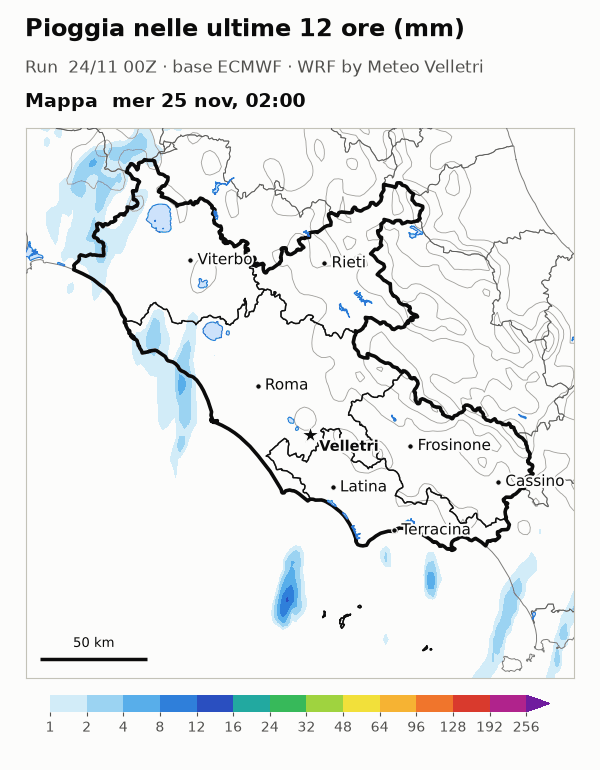 Pioggia nelle ultime 12 ore (mm)
Run  24/11 00Z · base ECMWF · WRF by Meteo Velletri
Mappa  mer 25 nov, 02:00
Viterbo
Rieti
Roma
Velletri
Frosinone
Latina
Cassino
Terracina
50 km
1 2 4 8 12 16 24 32 48 64 96 128 192 256